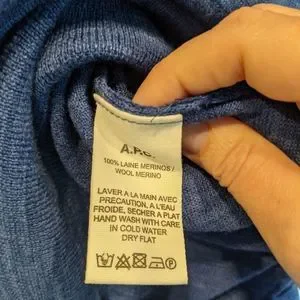 A.P.C.
100% LAINE MERINOS /
WOOL MERINO
LAVER A LA MAIN AVEC
PRECAUTION, A L'EAU
FROIDE, SECHER A PLAT
HAND WASH WITH CARE
IN COLD WATER
DRY FLAT